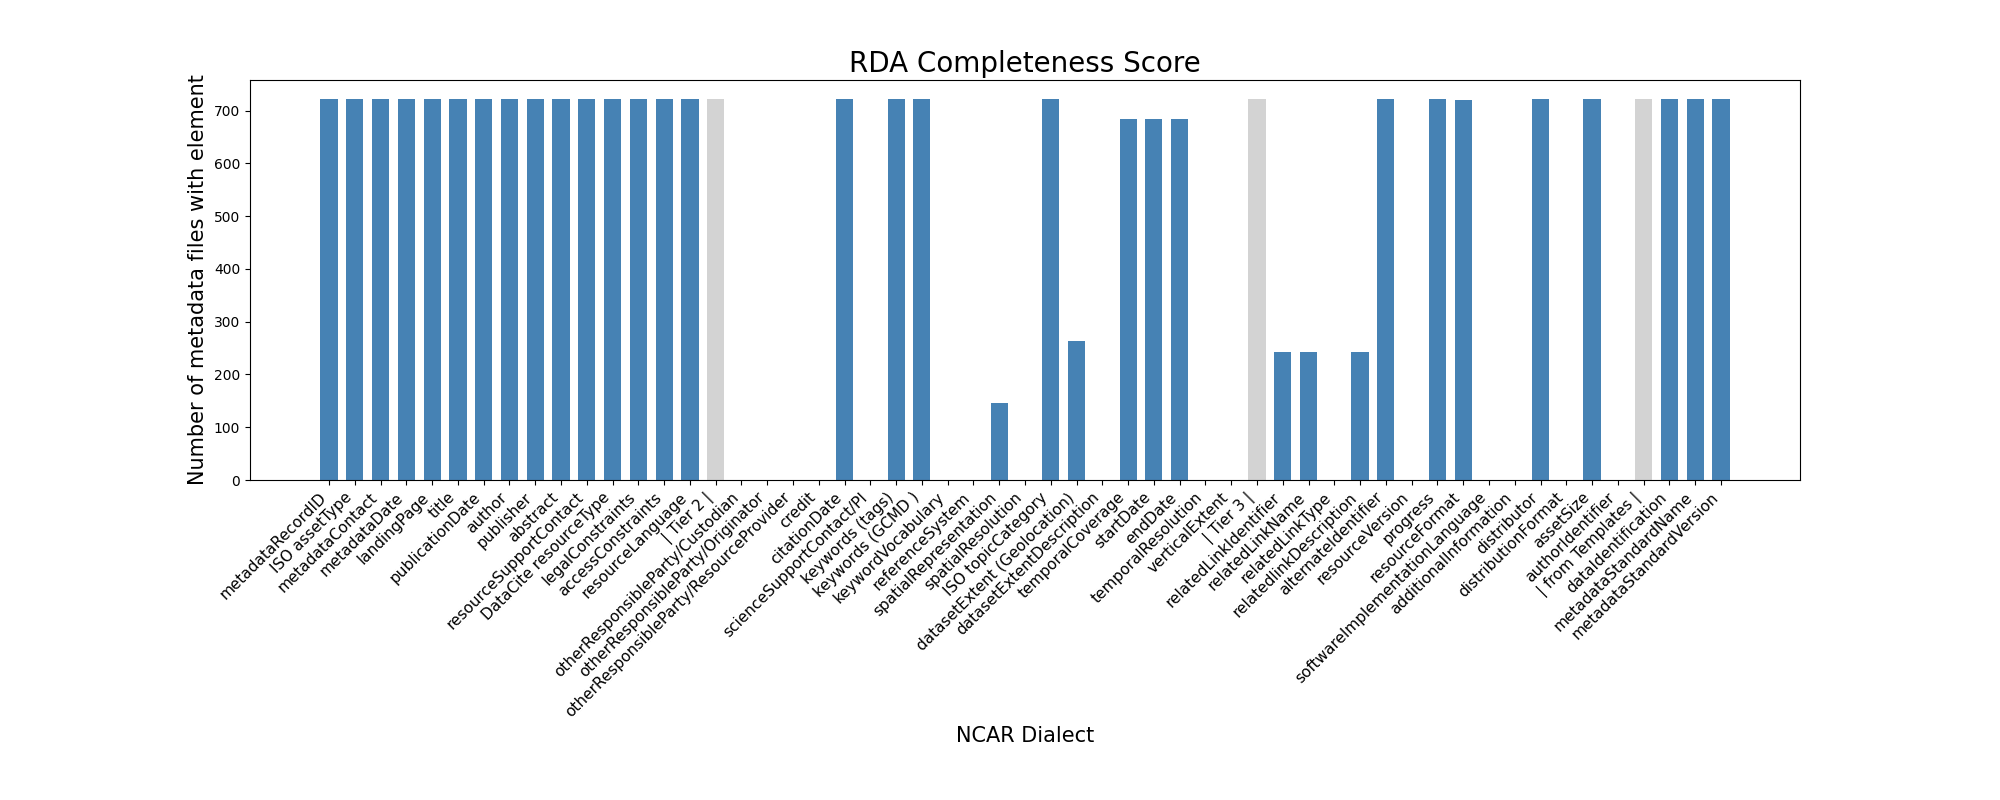 RDA Completeness Score
Number of metadata files with element
700
600
500
400
300
200
100
0
metadataRecordID
ISO assetType
metadataContact
metadataDate
landingPage
title
publicationDate
author
publisher
abstract
resourceSupportContact
DataCite resourceType
legalConstraints
accessConstraints
resourceLanguage
| Tier 2 |
otherResponsibleParty/Custodian
otherResponsibleParty/Originator
otherResponsibleParty/ResourceProvider
credit
citationDate
scienceSupportContact/PI
keywords (tags)
keywords (GCMD )
keywordVocabulary
referenceSystem
spatialRepresentation
spatialResolution
ISO topicCategory
datasetExtent (Geolocation)
datasetExtentDescription
temporalCoverage
startDate
endDate
temporalResolution
verticalExtent
| Tier 3 |
relatedLinkIdentifier
relatedLinkName
relatedLinkType
relatedlinkDescription
alternateIdentifier
resourceVersion
progress
resourceFormat
softwareImplementationLanguage
additionalInformation
distributor
distributionFormat
assetSize
authorIdentifier
| from Templates |
dataIdentification
metadataStandardName
metadataStandardVersion
NCAR Dialect